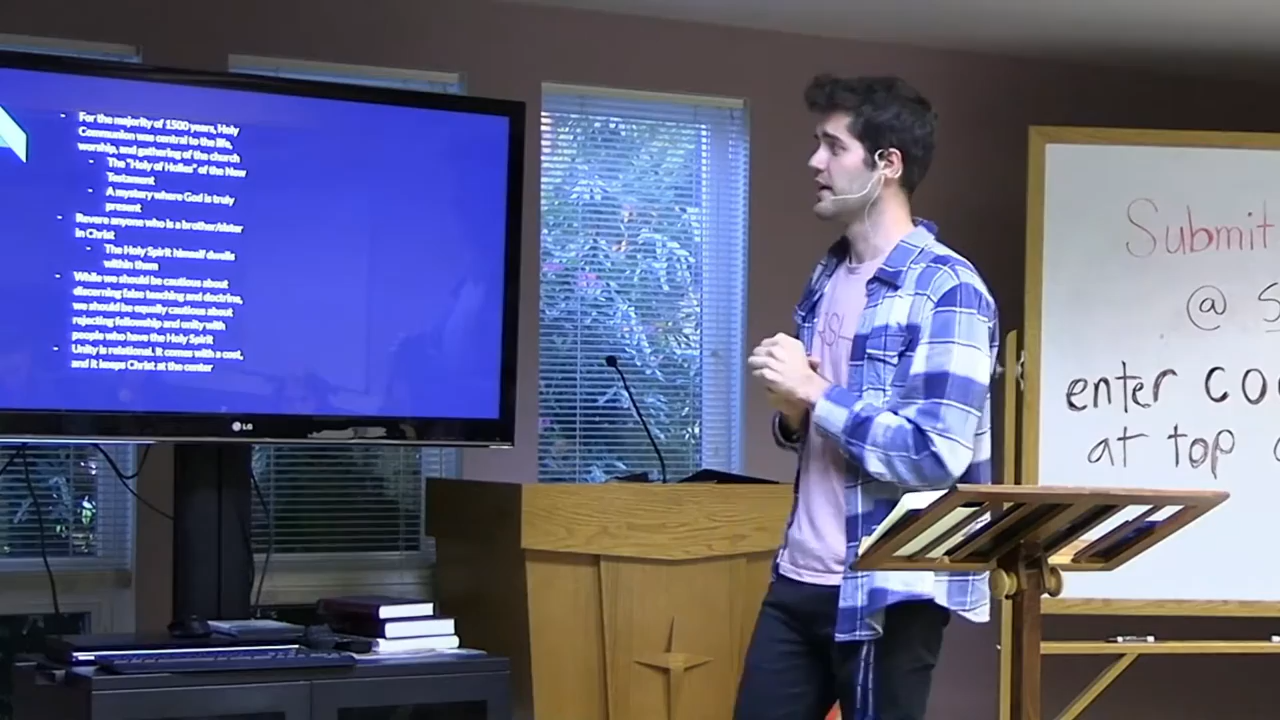 - For the majority of 1500 years, Holy
Communion was central to the life,
worship, and gathering of the church
- The "Holy of Holies" of the New
Testament
- A mystery where God is truly
present
- Revere anyone who is a brother/sister
in Christ
- The Holy Spirit himself dwells
within them
- While we should be cautious about
discerning false teaching and doctrine,
we should be equally cautious about
rejecting fellowship and unity with
people who have the Holy Spirit
- Unity is relational. It comes with a cost,
and it keeps Christ at the center
LG
Submit
@ S
enter co
at top